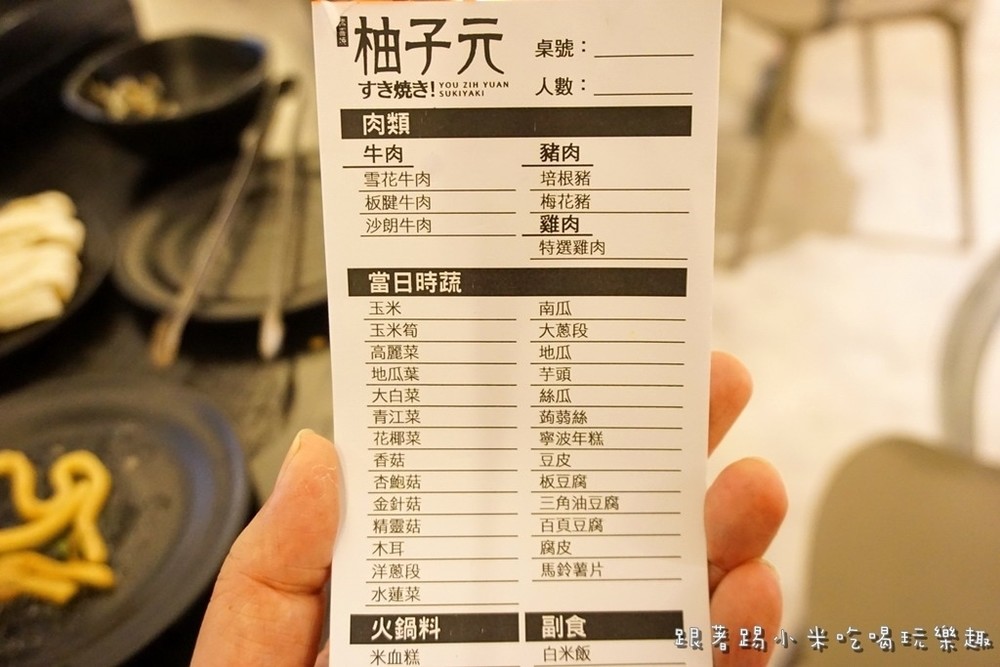 柚子元
すき焼き! YOU ZIH YUAN
SUKIYAKI
桌號：
人數：
肉類
牛肉
雪花牛肉
板腱牛肉
沙朗牛肉
豬肉
培根豬
梅花豬
雞肉
特選雞肉
當日時蔬
玉米
玉米筍
高麗菜
地瓜葉
大白菜
青江菜
花椰菜
香菇
杏鮑菇
金針菇
精靈菇
木耳
洋蔥段
水蓮菜
南瓜
大蔥段
地瓜
芋頭
絲瓜
蒟蒻絲
寧波年糕
豆皮
板豆腐
三角油豆腐
百頁豆腐
腐皮
馬鈴薯片
火鍋料
米血糕
副食
白米飯
跟著踢小米吃喝玩樂趣